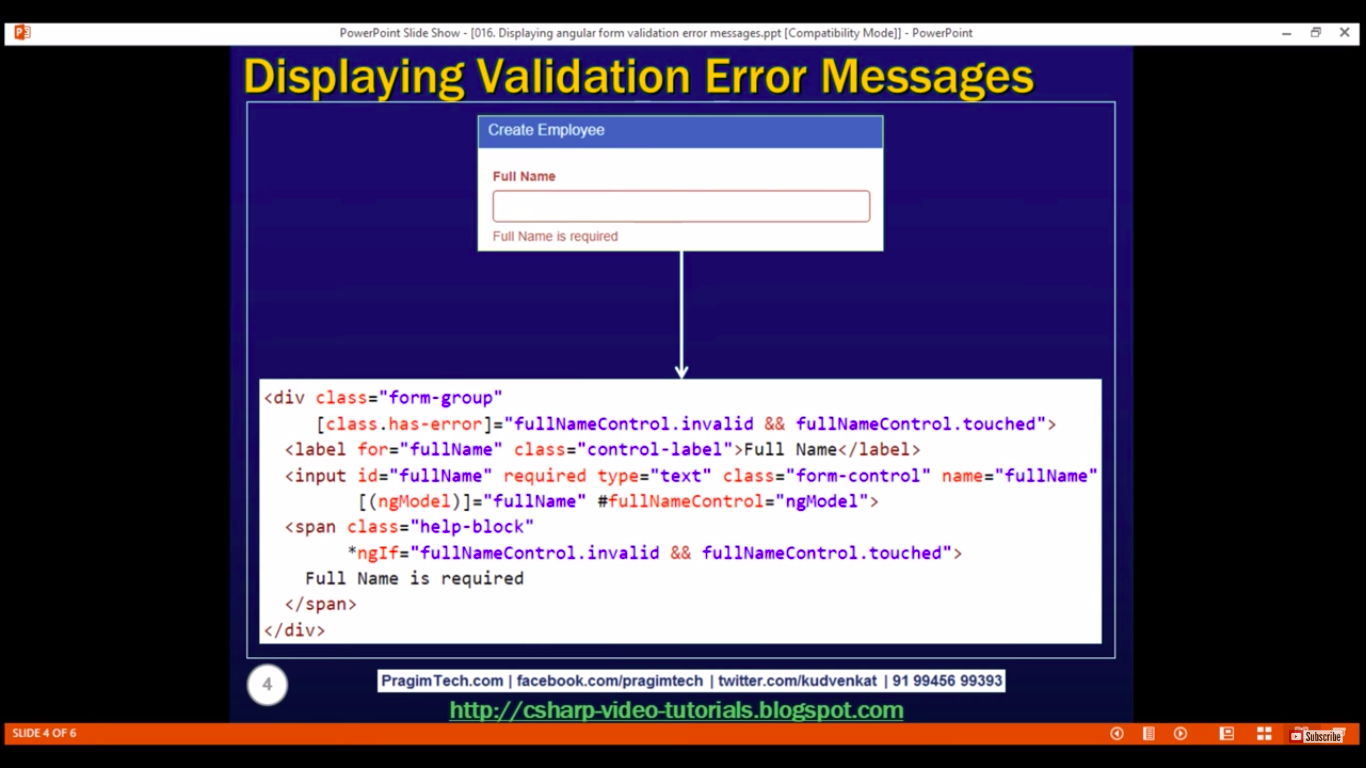 PowerPoint Slide Show - [016. Displaying angular form validation error messages.ppt [Compatibility Mode]] - PowerPoint
Displaying Validation Error Messages
Create Employee
Full Name
Full Name is required
<div class="form-group"
[class.has-error]="fullNameControl.invalid && fullNameControl.touched">
<label for="fullName" class="control-label">Full Name</label>
<input id="fullName" required type="text" class="form-control" name="fullName"
[(ngModel)]="fullName" #fullNameControl="ngModel">
<span class="help-block"
*ngIf="fullNameControl.invalid && fullNameControl.touched">
Full Name is required
</span>
</div>
4
PragimTech.com | facebook.com/pragimtech | twitter.com/kudvenkat | 91 99456 99393
http://csharp-video-tutorials.blogspot.com
SLIDE 4 OF 6
Subscribe